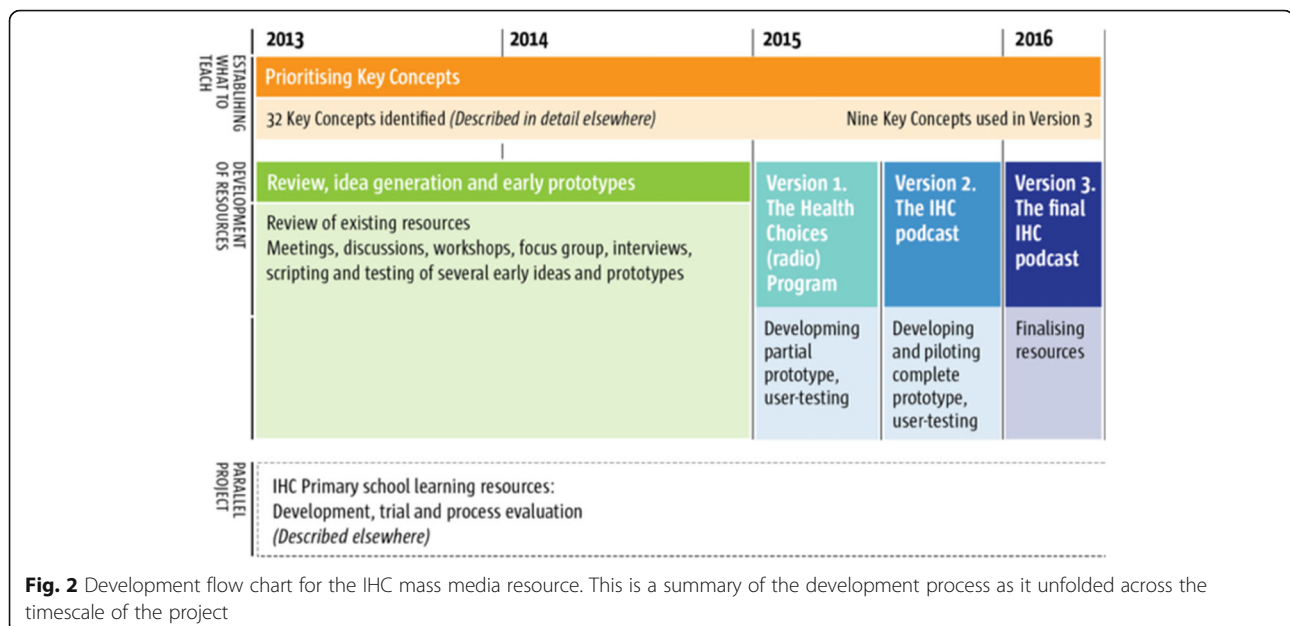 2013
2014
2015
2016
ESTABLIHING
WHAT TO
TEACH
Prioritising Key Concepts
32 Key Concepts identified (Described in detail elsewhere)
Nine Key Concepts used in Version 3
DEVELOPMENT
OF RESOURCES
Review, idea generation and early prototypes
Review of existing resources
Meetings, discussions, workshops, focus group, interviews,
scripting and testing of several early ideas and prototypes
Version 1.
The Health
Choices
(radio)
Program
Developming
partial
prototype,
user-testing
Version 2.
The IHC
podcast
Developing
and piloting
complete
prototype,
user-testing
Version 3.
The final
IHC
podcast
Finalising
resources
PARALLEL
PROJECT
IHC Primary school learning resources:
Development, trial and process evaluation
(Described elsewhere)
Fig. 2 Development flow chart for the IHC mass media resource. This is a summary of the development process as it unfolded across the
timescale of the project